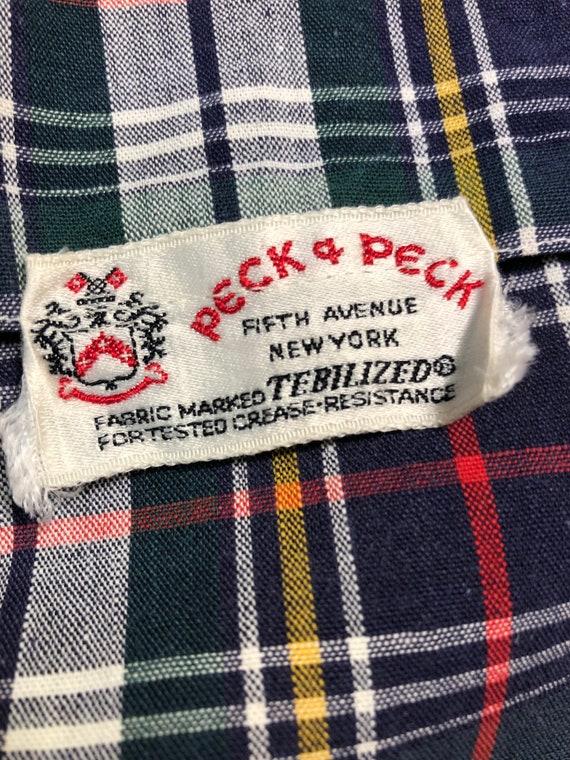 PECK & PECK
FIFTH AVENUE
NEW YORK
FABRIC MARKED TEBILIZED®
FOR TESTED CREASE-RESISTANCE